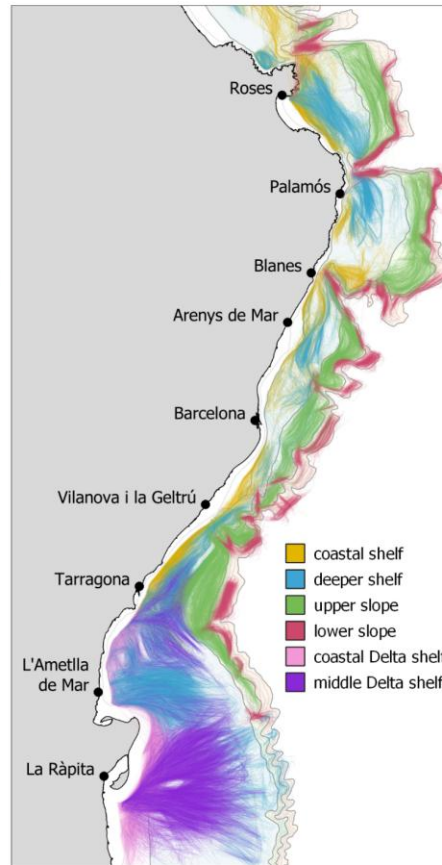 Roses
Palamós
Blanes
Arenys de Mar
Barcelona
Vilanova i la Geltrú
coastal shelf
deeper shelf
Tarragona
upper slope
lower slope
L'Ametlla
de Mar
coastal Delta shelf
middle Delta shelf
La Ràpita